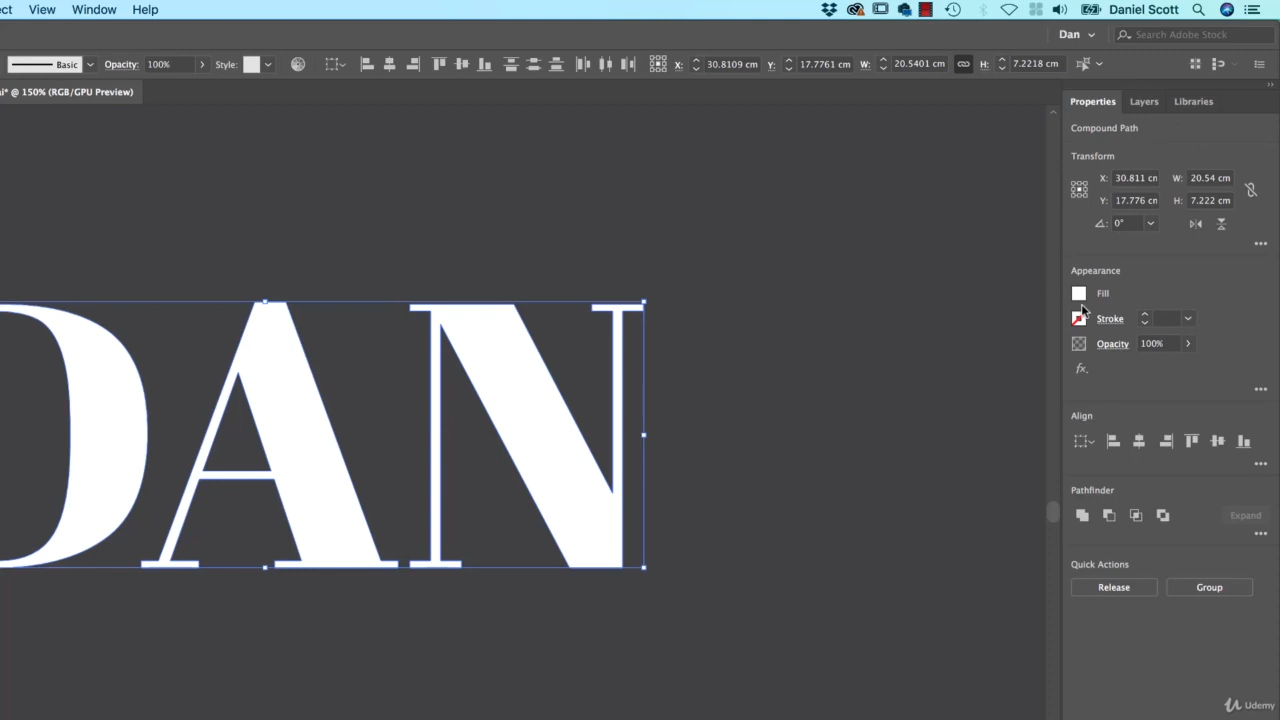 ect View Window Help Daniel Scott
Dan Search Adobe Stock
Basic Opacity: 100% Style: X: 30.8109 cm Y: 17.7761 cm W: 20.5401 cm H: 7.2218 cm
ai* @ 150% (RGB/GPU Preview)
Properties Layers Libraries
Compound Path
Transform
X: 30.811 cm W: 20.54 cm
Y: 17.776 cm H: 7.222 cm
0°
Appearance
Fill
Stroke
Opacity 100%
fx.
DAN
Align
Pathfinder
Expand
Quick Actions
Release Group
Udemy